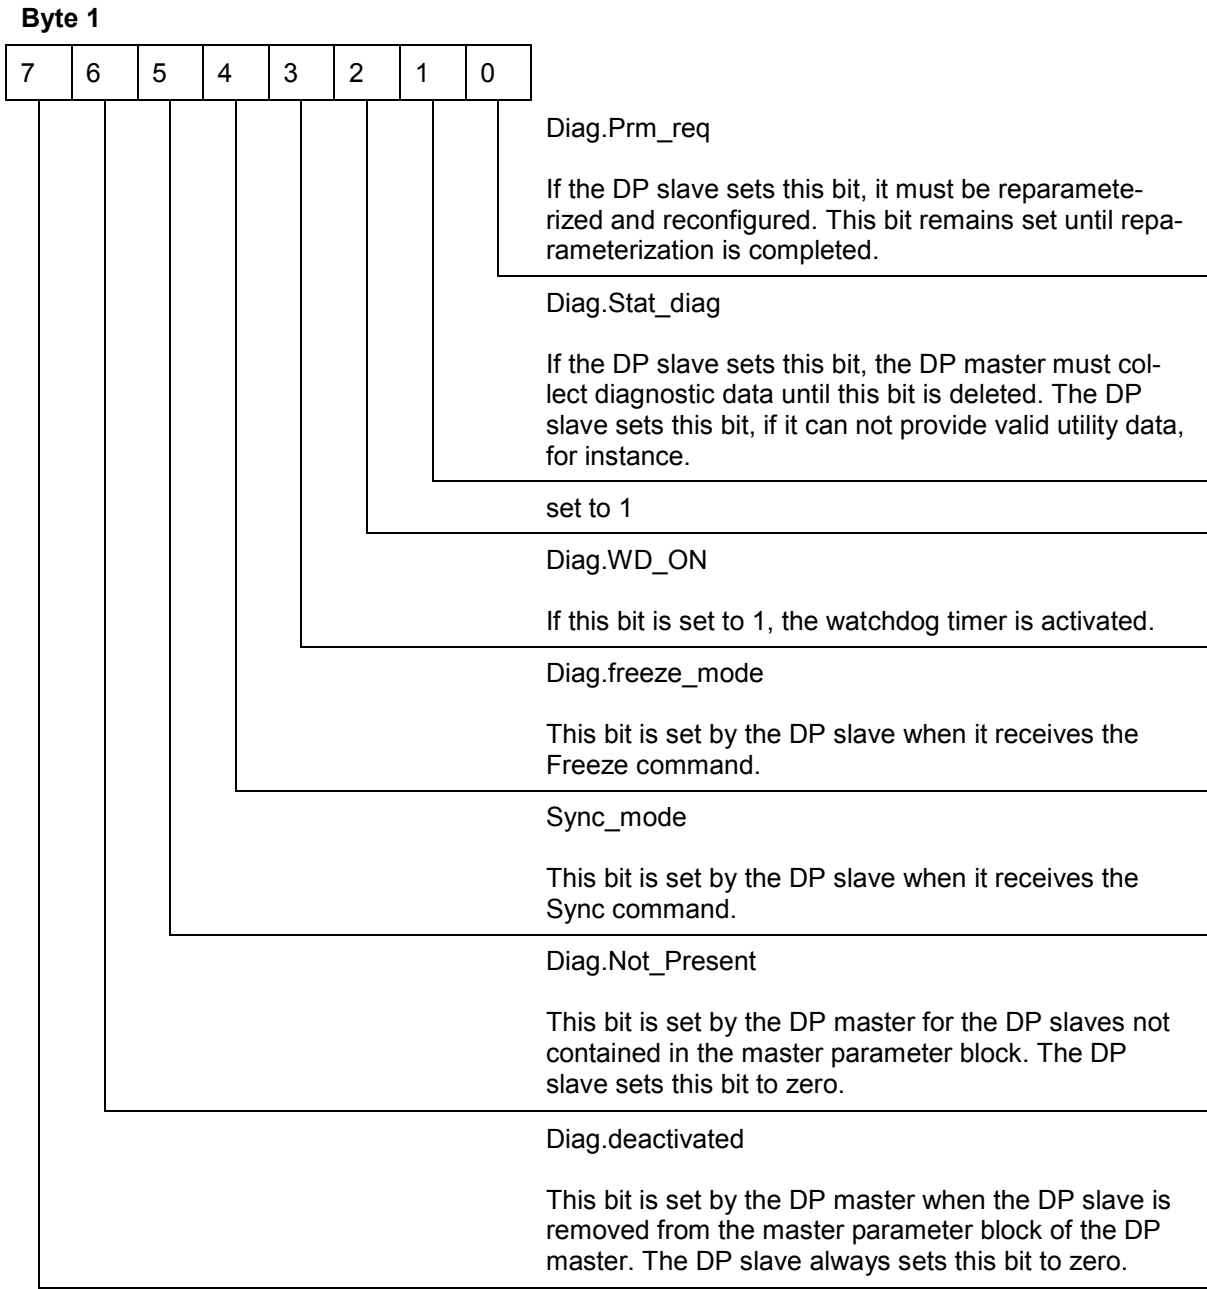 Byte 1
7 6 5 4 3 2 1 0
Diag.Prm_req
If the DP slave sets this bit, it must be reparamete-
rized and reconfigured. This bit remains set until repa-
rameterization is completed.
Diag.Stat_diag
If the DP slave sets this bit, the DP master must col-
lect diagnostic data until this bit is deleted. The DP
slave sets this bit, if it can not provide valid utility data,
for instance.
set to 1
Diag.WD_ON
If this bit is set to 1, the watchdog timer is activated.
Diag.freeze_mode
This bit is set by the DP slave when it receives the
Freeze command.
Sync_mode
This bit is set by the DP slave when it receives the
Sync command.
Diag.Not_Present
This bit is set by the DP master for the DP slaves not
contained in the master parameter block. The DP
slave sets this bit to zero.
Diag.deactivated
This bit is set by the DP master when the DP slave is
removed from the master parameter block of the DP
master. The DP slave always sets this bit to zero.